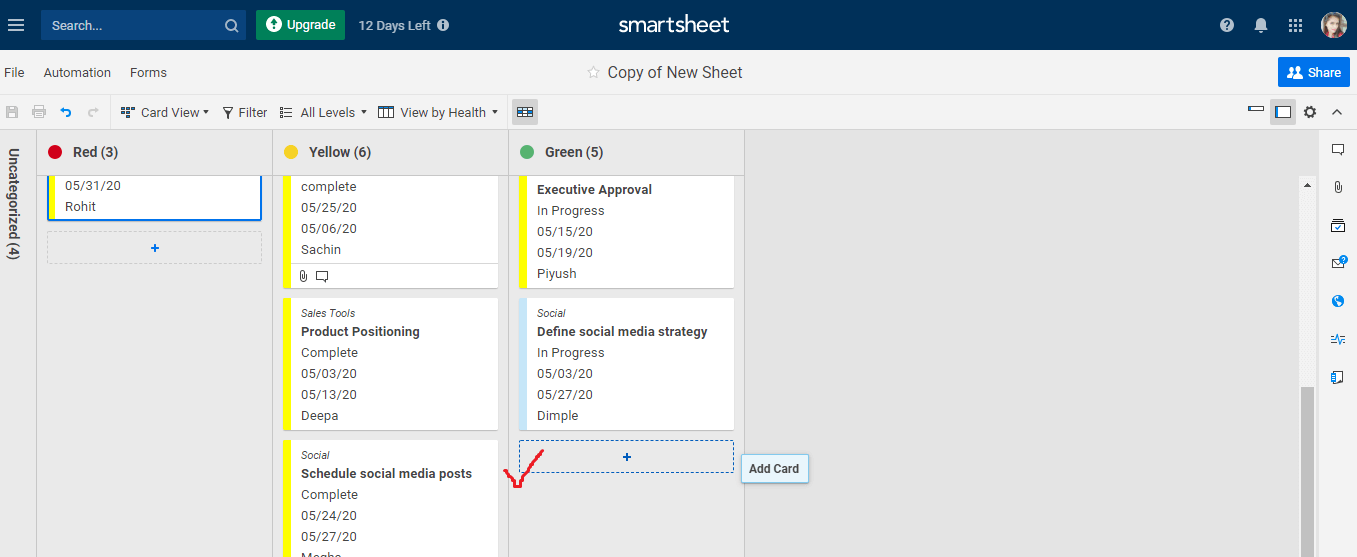 Search...
Upgrade
12 Days Left
smartsheet
File
Automation
Forms
Copy of New Sheet
Share
Card View
Filter
All Levels
View by Health
Uncategorized (4)
Red (3)
05/31/20
Rohit
Yellow (6)
complete
05/25/20
05/06/20
Sachin
Sales Tools
Product Positioning
Complete
05/03/20
05/13/20
Deepa
Social
Schedule social media posts
Complete
05/24/20
05/27/20
Green (5)
Executive Approval
In Progress
05/15/20
05/19/20
Piyush
Social
Define social media strategy
In Progress
05/03/20
05/27/20
Dimple
Add Card